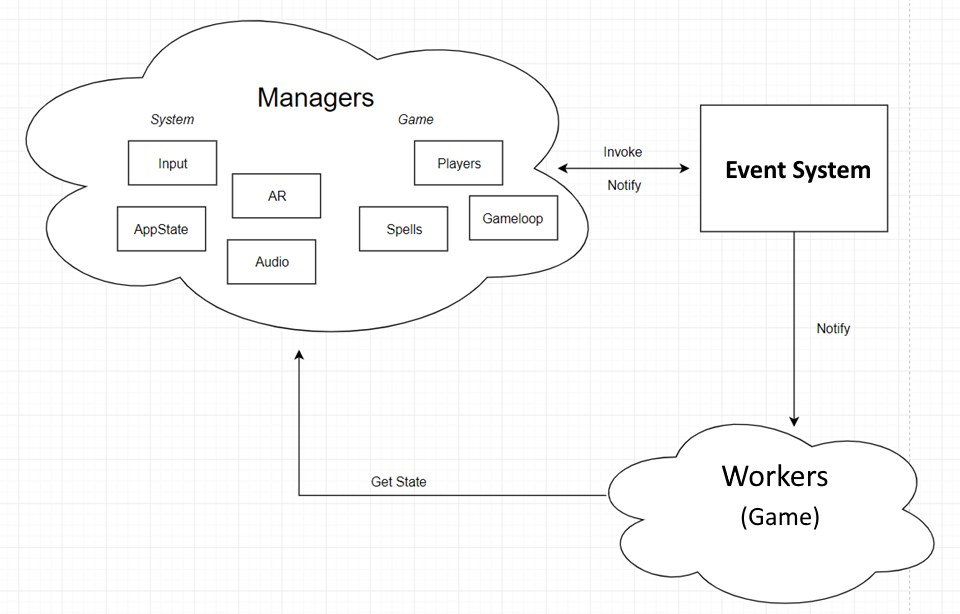 Managers
System
Game
Input
Players
AR
AppState
Spells
Gameloop
Audio
Invoke
Notify
Event System
Notify
Get State
Workers
(Game)